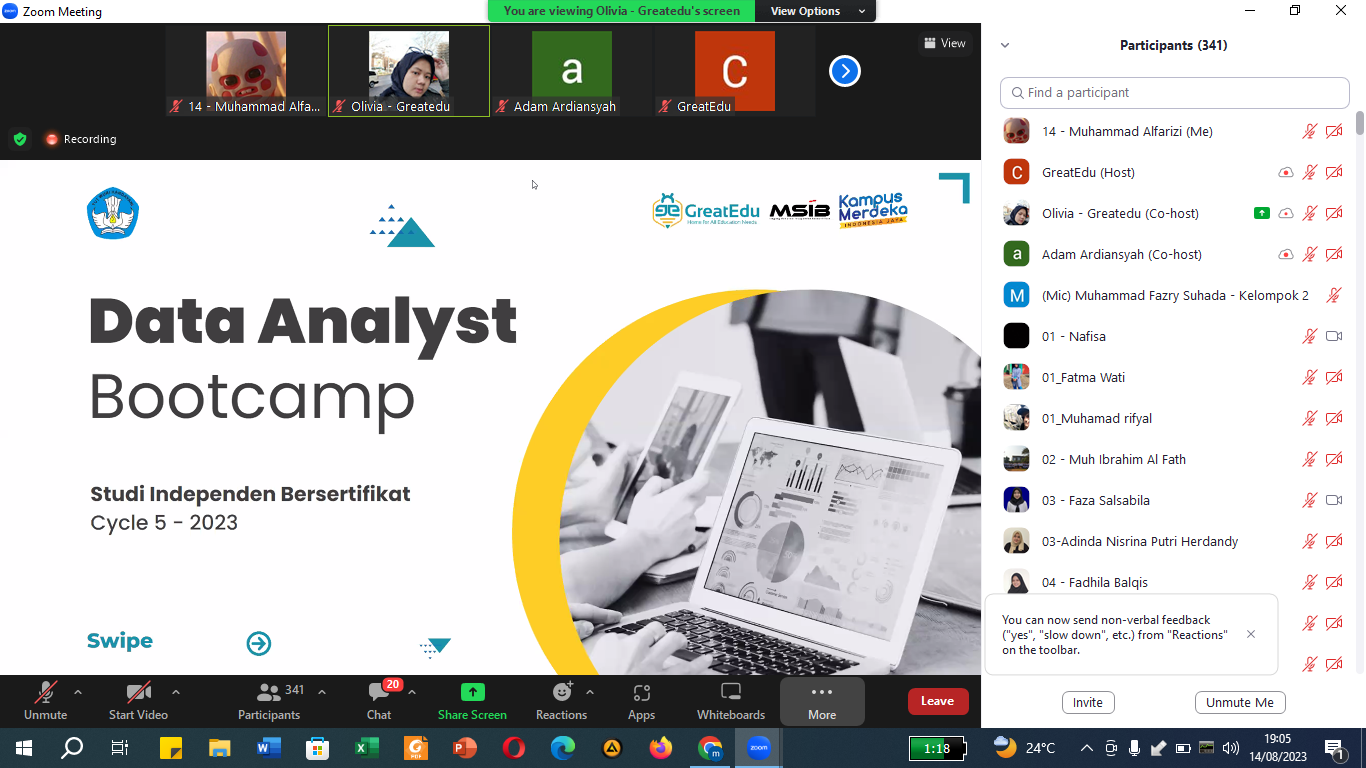 Zoom Meeting
You are viewing Olivia - Greatedu's screen
View Options
14 - Muhammad Alfa...
Olivia - Greatedu
a
Adam Ardiansyah
C
GreatEdu
View
Recording
GreatEdu
Home For All Education Needs
MSIB
Kampus
Merdeka
INDONESIA JAYA
Data Analyst
Bootcamp
Studi Independen Bersertifikat
Cycle 5 - 2023
Swipe
Unmute
Start Video
341
Participants
20
Chat
Share Screen
Reactions
Apps
Whiteboards
More
Leave
Participants (341)
Find a participant
14 - Muhammad Alfarizi (Me)
C
GreatEdu (Host)
Olivia - Greatedu (Co-host)
a
Adam Ardiansyah (Co-host)
M
(Mic) Muhammad Fazry Suhada - Kelompok 2
01 - Nafisa
01_Fatma Wati
01_Muhamad rifyal
02 - Muh Ibrahim Al Fath
03 - Faza Salsabila
03-Adinda Nisrina Putri Herdandy
04 - Fadhila Balqis
You can now send non-verbal feedback
("yes", "slow down", etc.) from "Reactions"
on the toolbar.
Invite
Unmute Me
1:18
24°C
19:05
14/08/2023
1